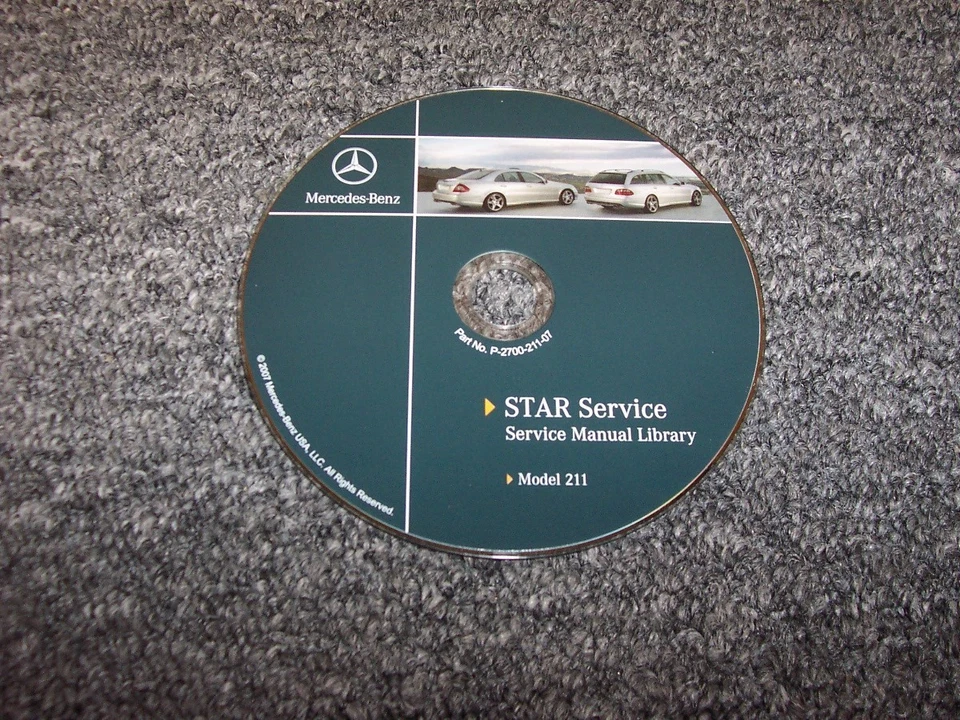 Mercedes-Benz
Part No. P-2700-211-07
STAR Service
Service Manual Library
Model 211
© 2007 Mercedes-Benz USA, LLC. All Rights Reserved.